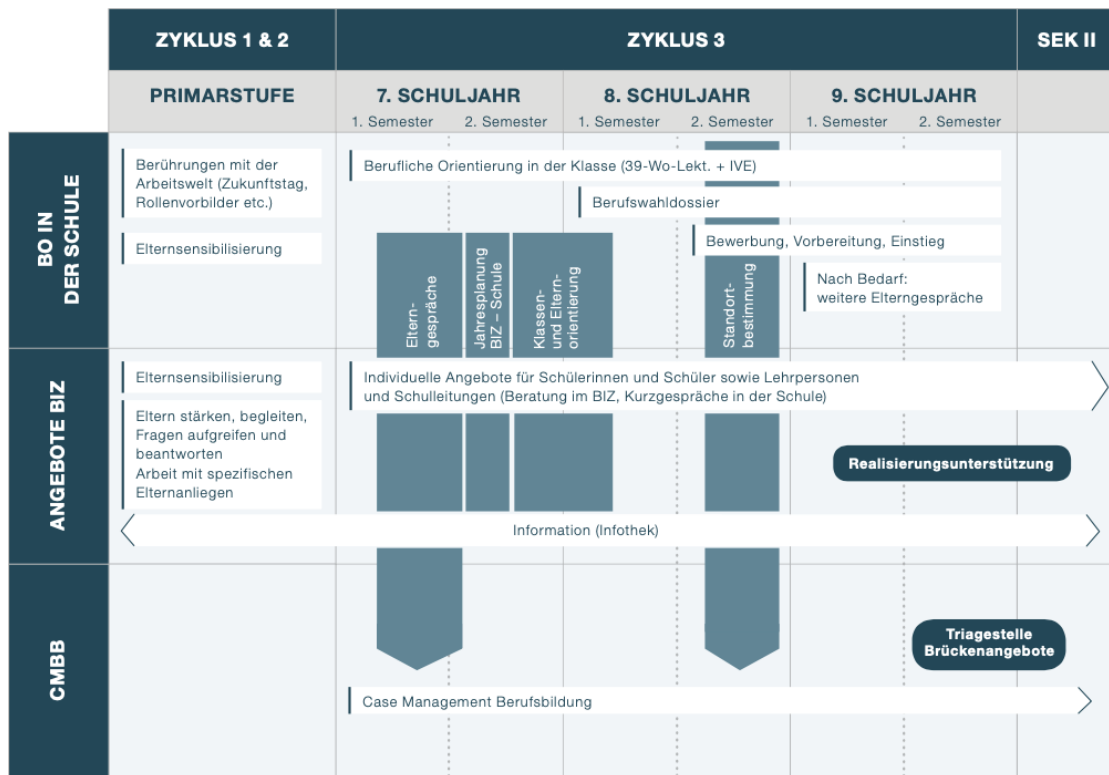 ZYKLUS 1 & 2
ZYKLUS 3
SEK II
PRIMARSTUFE
7. SCHULJAHR
8. SCHULJAHR
9. SCHULJAHR
1. Semester
2. Semester
1. Semester
2. Semester
1. Semester
2. Semester
BO IN
DER SCHULE
Berührungen mit der
Arbeitswelt (Zukunftstag,
Rollenvorbilder etc.)
Elternsensibilisierung
Berufliche Orientierung in der Klasse (39-Wo-Lekt. + IVE)
Berufswahldossier
Bewerbung, Vorbereitung, Einstieg
Nach Bedarf:
weitere Elterngespräche
Eltern-
gespräche
Jahresplanung
BIZ – Schule
Klassen-
und Eltern-
orientierung
Standort-
bestimmung
ANGEBOTE BIZ
Elternsensibilisierung
Eltern stärken, begleiten,
Fragen aufgreifen und
beantworten
Arbeit mit spezifischen
Elternanliegen
Individuelle Angebote für Schülerinnen und Schüler sowie Lehrpersonen
und Schulleitungen (Beratung im BIZ, Kurzgespräche in der Schule)
Realisierungsunterstützung
Information (Infothek)
CMBB
Triagestelle
Brückenangebote
Case Management Berufsbildung